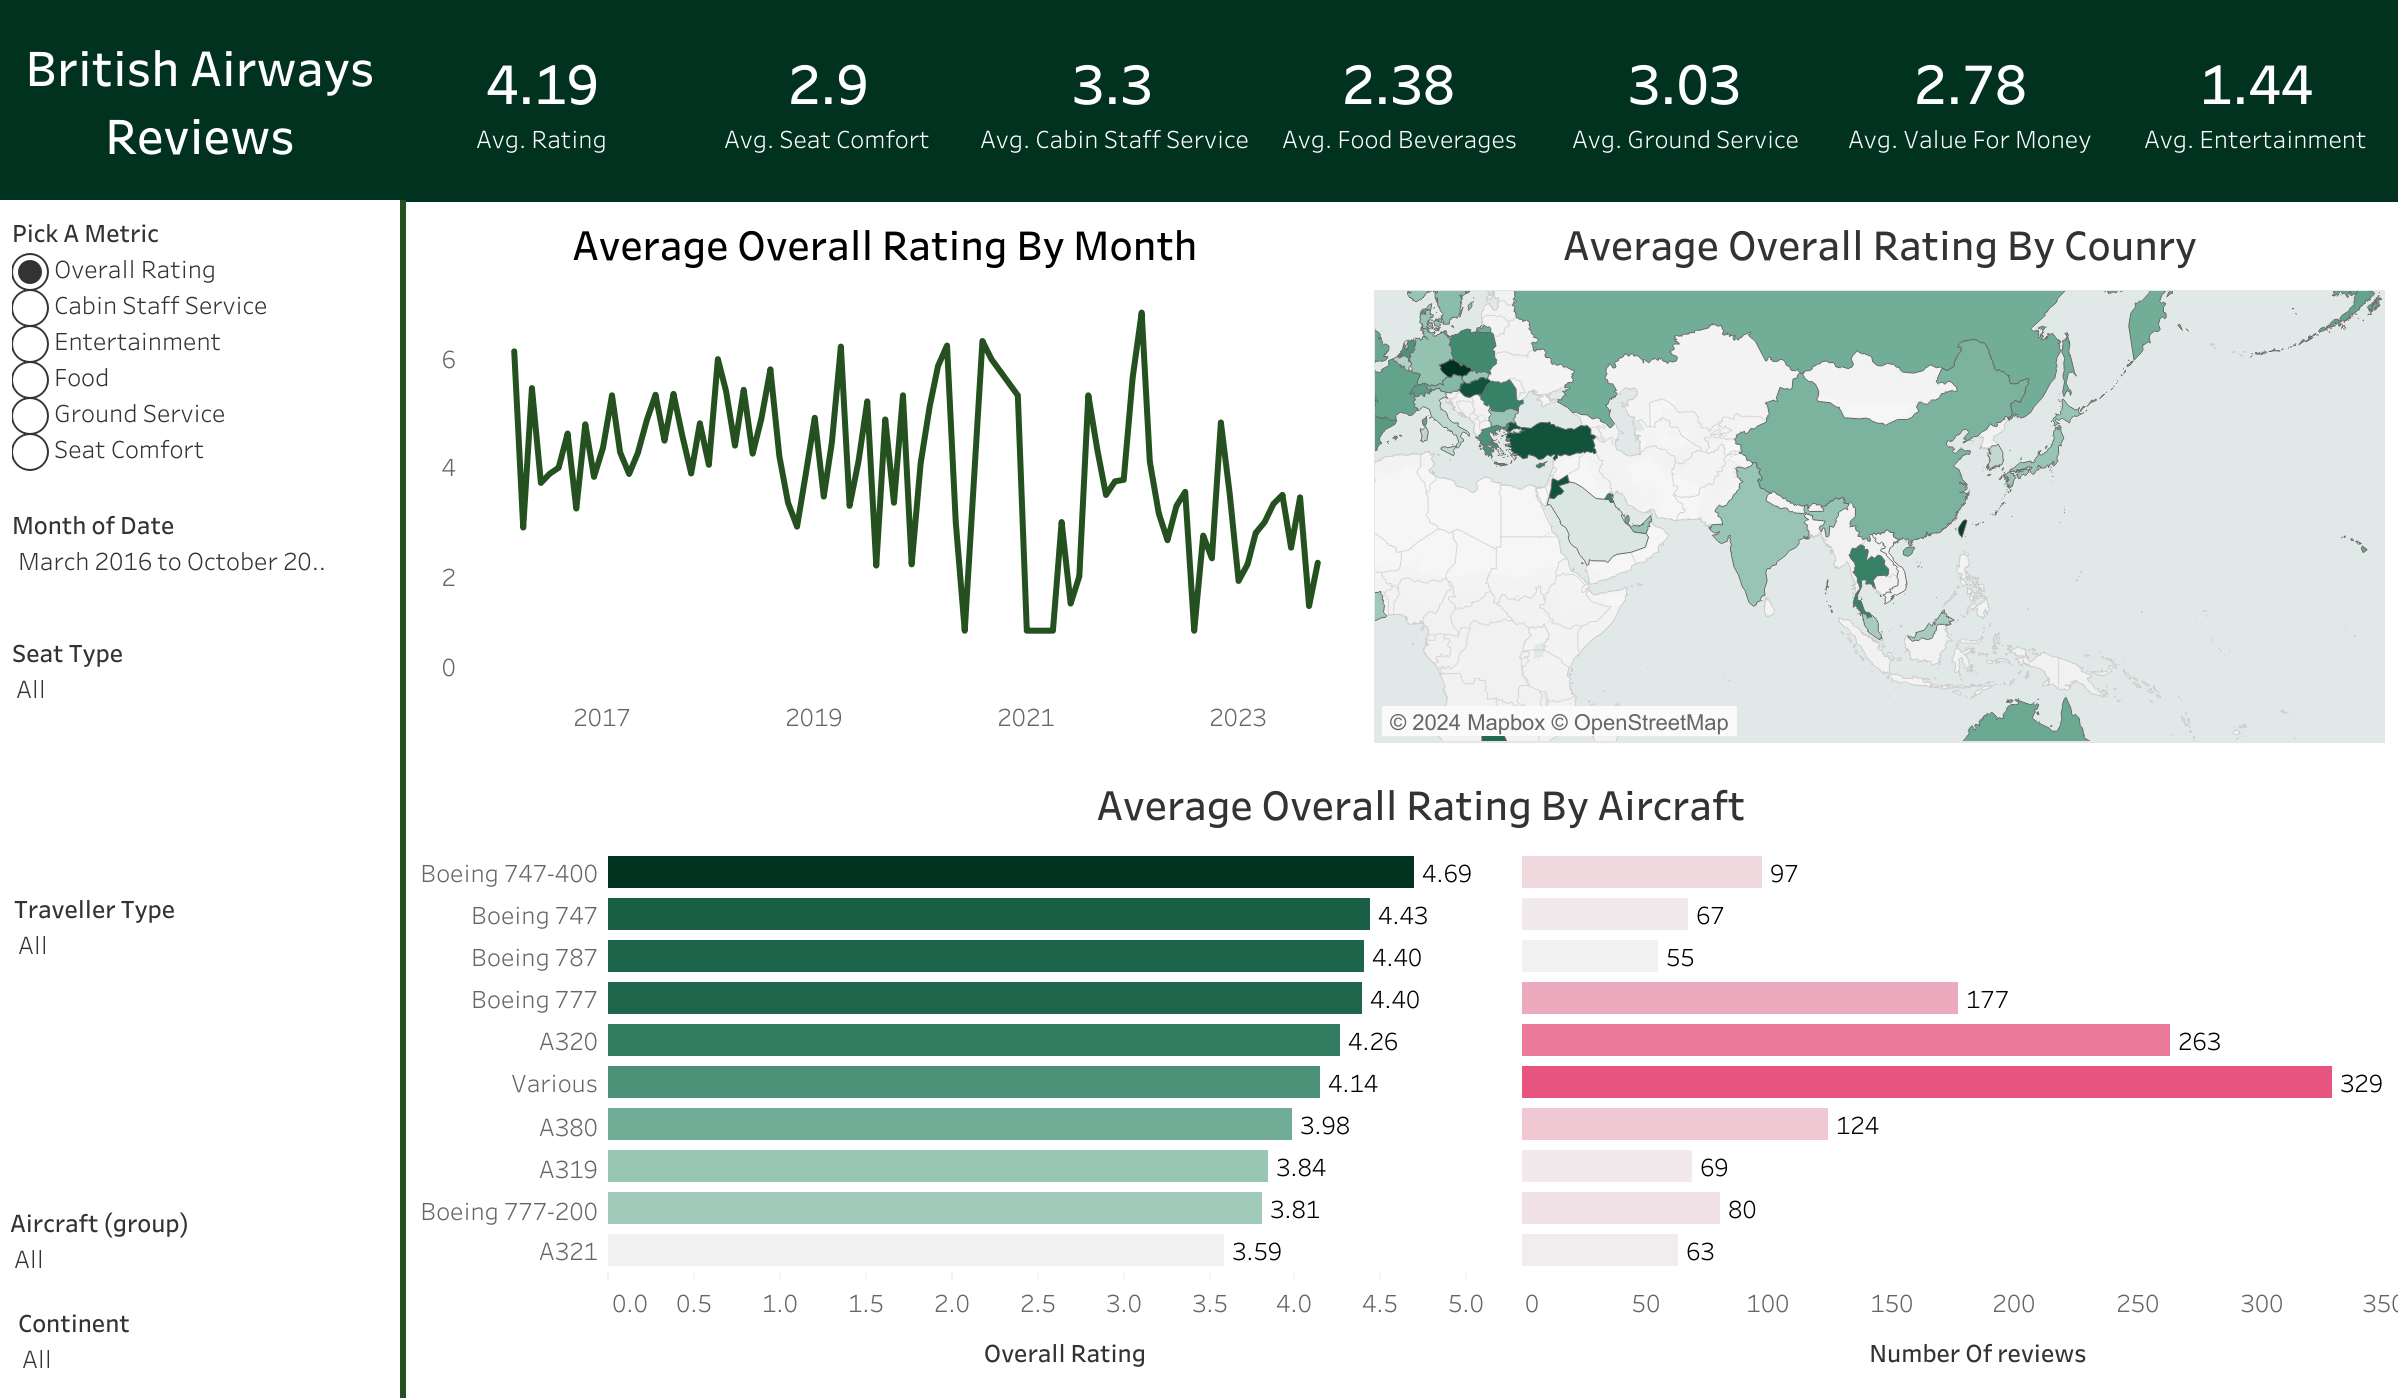 British Airways
Reviews
4.19
Avg. Rating
2.9
Avg. Seat Comfort
3.3
Avg. Cabin Staff Service
2.38
Avg. Food Beverages
3.03
Avg. Ground Service
2.78
Avg. Value For Money
1.44
Avg. Entertainment
Pick A Metric
Overall Rating
Cabin Staff Service
Entertainment
Food
Ground Service
Seat Comfort
Month of Date
March 2016 to October 20..
Seat Type
All
Traveller Type
All
Aircraft (group)
All
Continent
All
Average Overall Rating By Month
6
4
2
0
2017 2019 2021 2023
Average Overall Rating By Counry
© 2024 Mapbox © OpenStreetMap
Average Overall Rating By Aircraft
Boeing 747-400 4.69 97
Boeing 747 4.43 67
Boeing 787 4.40 55
Boeing 777 4.40 177
A320 4.26 263
Various 4.14 329
A380 3.98 124
A319 3.84 69
Boeing 777-200 3.81 80
A321 3.59 63
0.0 0.5 1.0 1.5 2.0 2.5 3.0 3.5 4.0 4.5 5.0 0 50 100 150 200 250 300 350
Overall Rating Number Of reviews